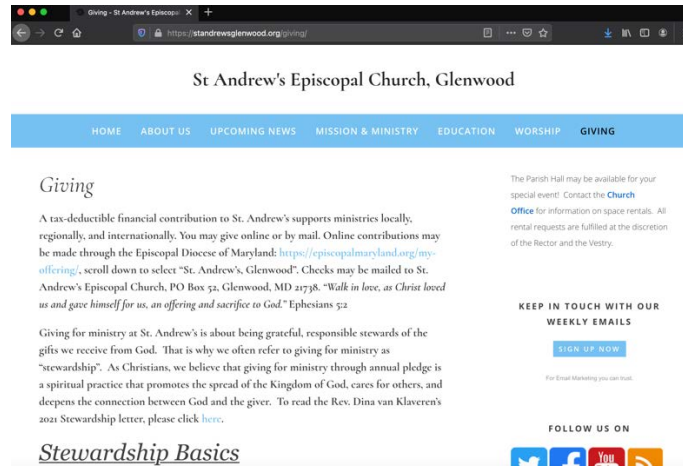 Giving - St Andrew's Episcopal
https://standrewsglenwood.org/giving/
St Andrew's Episcopal Church, Glenwood
HOME ABOUT US UPCOMING NEWS MISSION & MINISTRY EDUCATION WORSHIP GIVING
Giving
A tax-deductible financial contribution to St. Andrew's supports ministries locally,
regionally, and internationally. You may give online or by mail. Online contributions may
be made through the Episcopal Diocese of Maryland: https://episcopalmaryland.org/my-
offering/, scroll down to select "St. Andrew's, Glenwood". Checks may be mailed to St.
Andrew's Episcopal Church, PO Box 52, Glenwood, MD 21738. "Walk in love, as Christ loved
us and gave himself for us, an offering and sacrifice to God." Ephesians 5:2
Giving for ministry at St. Andrew's is about being grateful, responsible stewards of the
gifts we receive from God. That is why we often refer to giving for ministry as
"stewardship". As Christians, we believe that giving for ministry through annual pledge is
a spiritual practice that promotes the spread of the Kingdom of God, cares for others, and
deepens the connection between God and the giver. To read the Rev. Dina van Klaveren's
2021 Stewardship letter, please click here.
Stewardship Basics
The Parish Hall may be available for your
special event! Contact the Church
Office for information on space rentals. All
rental requests are fulfilled at the discretion
of the Rector and the Vestry.
KEEP IN TOUCH WITH OUR
WEEKLY EMAILS
SIGN UP NOW
For Email Marketing you can trust.
FOLLOW US ON
You